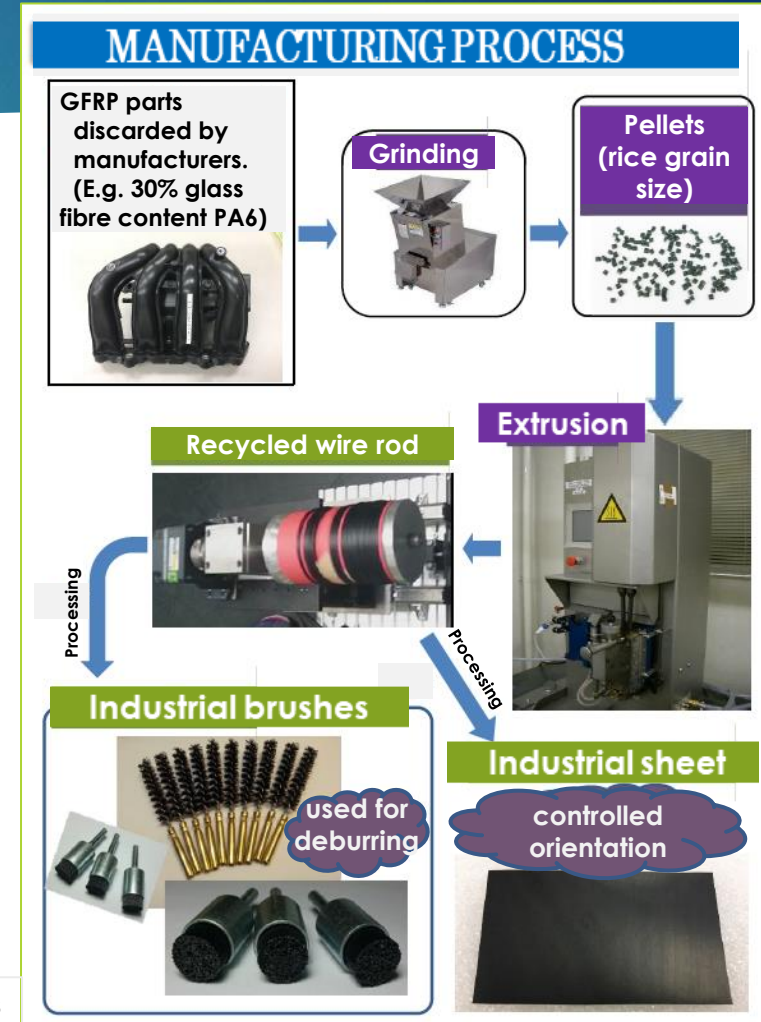 MANUFACTURING PROCESS
GFRP parts
discarded by
manufacturers.
(E.g. 30% glass
fibre content PA6)
Grinding
Pellets
(rice grain
size)
Extrusion
Recycled wire rod
Processing
Processing
Industrial brushes
used for
deburring
Industrial sheet
controlled
orientation